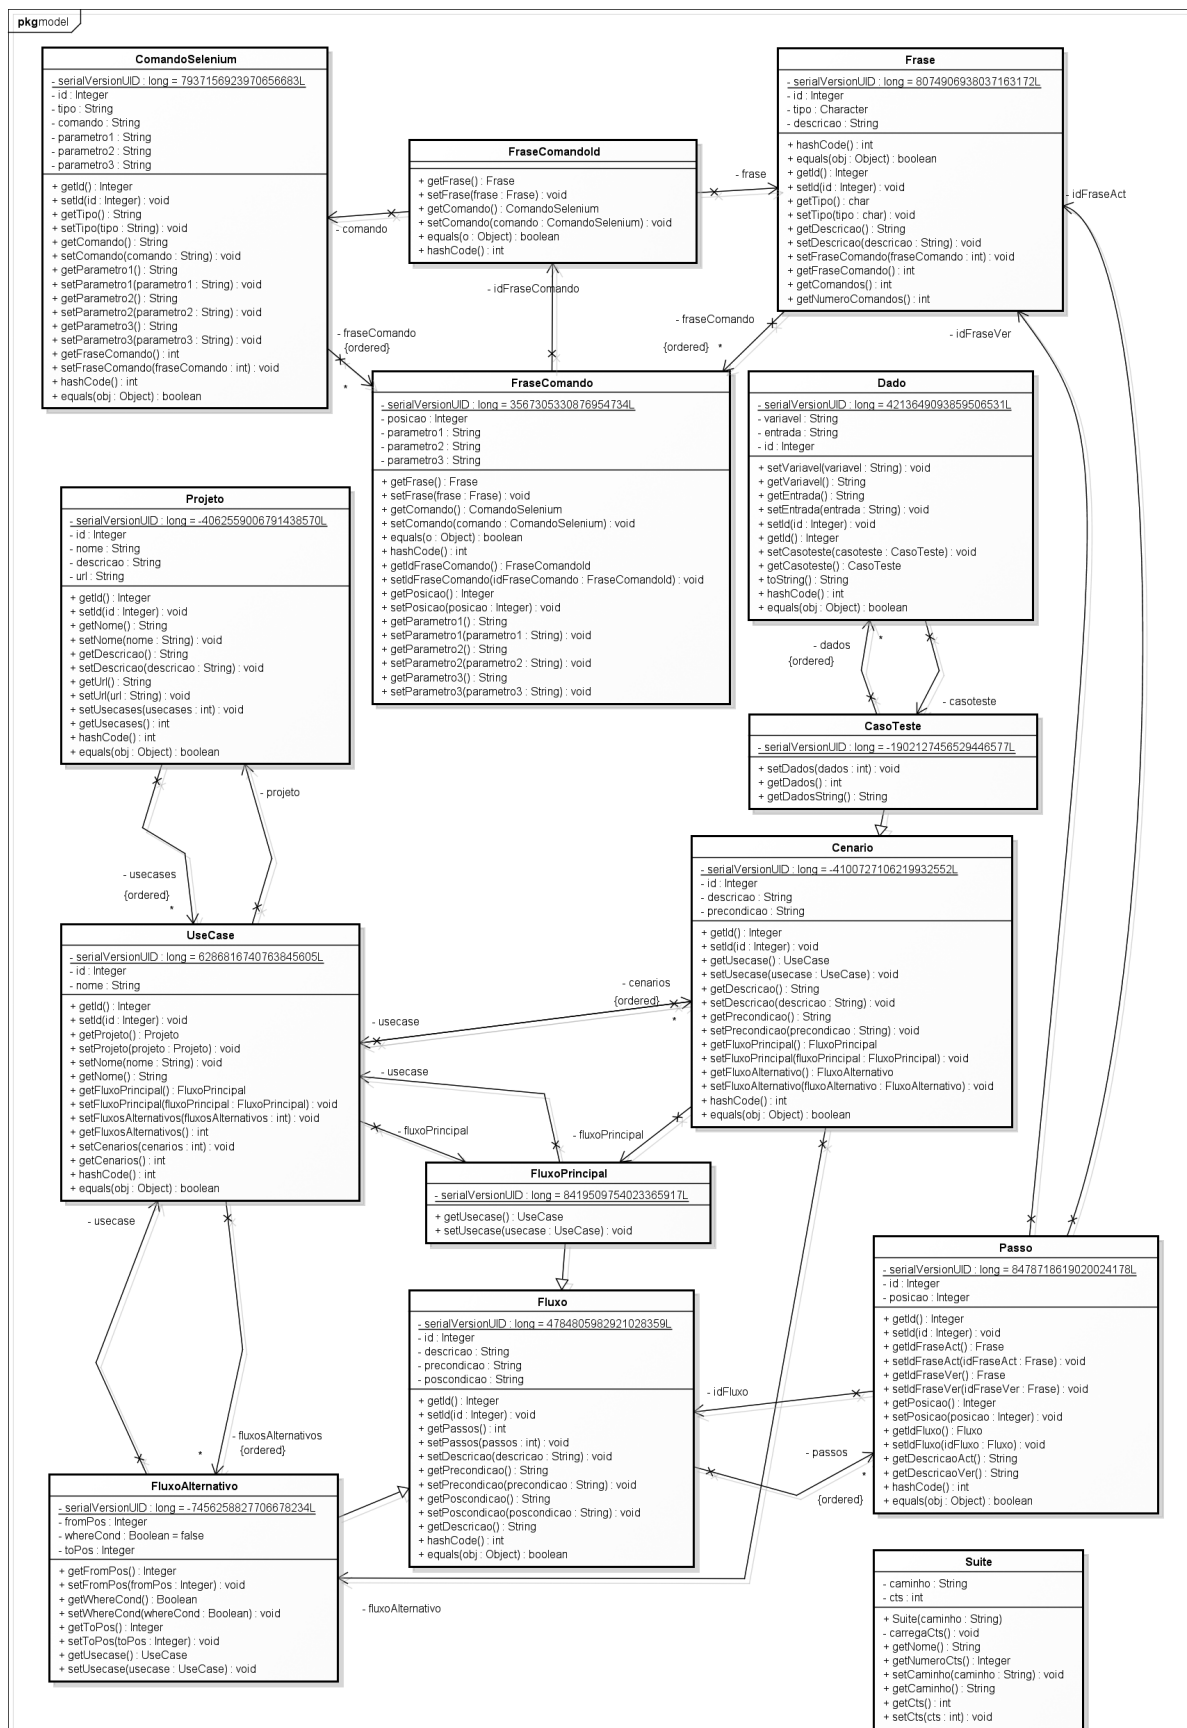 pkg model
ComandoSelenium
- serialVersionUID : long = 7937156923970656683L
- id : Integer
- tipo : String
- comando : String
- parametro1 : String
- parametro2 : String
- parametro3 : String
+ getId() : Integer
+ setId(id : Integer) : void
+ getTipo() : String
+ setTipo(tipo : String) : void
+ getComando() : String
+ setComando(comando : String) : void
+ getParametro1() : String
+ setParametro1(parametro1 : String) : void
+ getParametro2() : String
+ setParametro2(parametro2 : String) : void
+ getParametro3() : String
+ setParametro3(parametro3 : String) : void
+ getFraseComando() : int
+ setFraseComando(fraseComando : int) : void
+ hashCode() : int
+ equals(obj : Object) : boolean
FraseComandoId
+ getFrase() : Frase
+ setFrase(frase : Frase) : void
+ getComando() : ComandoSelenium
+ setComando(comando : ComandoSelenium) : void
+ equals(o : Object) : boolean
+ hashCode() : int
Frase
- serialVersionUID : long = 8074906938037163172L
- id : Integer
- tipo : Character
- descricao : String
+ hashCode() : int
+ equals(obj : Object) : boolean
+ getId() : Integer
+ setId(id : Integer) : void
+ getTipo() : char
+ setTipo(tipo : char) : void
+ getDescricao() : String
+ setDescricao(descricao : String) : void
+ setFraseComando(fraseComando : int) : void
+ getFraseComando() : int
+ getComandos() : int
+ getNumeroComandos() : int
- frase
- comando
- idFraseAct
- idFraseComando
- fraseComando
{ordered}
*
- fraseComando
{ordered} *
- idFraseVer
FraseComando
- serialVersionUID : long = 3567305330876954734L
- posicao : Integer
- parametro1 : String
- parametro2 : String
- parametro3 : String
+ getFrase() : Frase
+ setFrase(frase : Frase) : void
+ getComando() : ComandoSelenium
+ setComando(comando : ComandoSelenium) : void
+ equals(o : Object) : boolean
+ hashCode() : int
+ getIdFraseComando() : FraseComandoId
+ setIdFraseComando(idFraseComando : FraseComandoId) : void
+ getPosicao() : Integer
+ setPosicao(posicao : Integer) : void
+ getParametro1() : String
+ setParametro1(parametro1 : String) : void
+ getParametro2() : String
+ setParametro2(parametro2 : String) : void
+ getParametro3() : String
+ setParametro3(parametro3 : String) : void
Dado
- serialVersionUID : long = 4213649093859506531L
- variavel : String
- entrada : String
- id : Integer
+ setVariavel(variavel : String) : void
+ getVariavel() : String
+ getEntrada() : String
+ setEntrada(entrada : String) : void
+ setId(id : Integer) : void
+ getId() : Integer
+ setCasoteste(casoteste : CasoTeste) : void
+ getCasoteste() : CasoTeste
+ toString() : String
+ hashCode() : int
+ equals(obj : Object) : boolean
Projeto
- serialVersionUID : long = -4062559006791438570L
- id : Integer
- nome : String
- descricao : String
- url : String
+ getId() : Integer
+ setId(id : Integer) : void
+ getNome() : String
+ setNome(nome : String) : void
+ getDescricao() : String
+ setDescricao(descricao : String) : void
+ getUrl() : String
+ setUrl(url : String) : void
+ setUsecases(usecases : int) : void
+ getUsecases() : int
+ hashCode() : int
+ equals(obj : Object) : boolean
- dados *
{ordered}
- casoteste
CasoTeste
- serialVersionUID : long = -1902127456529446577L
+ setDados(dados : int) : void
+ getDados() : int
+ getDadosString() : String
- projeto
- usecases
{ordered}
*
Cenario
- serialVersionUID : long = -4100727106219932552L
- id : Integer
- descricao : String
- precondicao : String
+ getId() : Integer
+ setId(id : Integer) : void
+ getUsecase() : UseCase
+ setUsecase(usecase : UseCase) : void
+ getDescricao() : String
+ setDescricao(descricao : String) : void
+ getPrecondicao() : String
+ setPrecondicao(precondicao : String) : void
+ getFluxoPrincipal() : FluxoPrincipal
+ setFluxoPrincipal(fluxoPrincipal : FluxoPrincipal) : void
+ getFluxoAlternativo() : FluxoAlternativo
+ setFluxoAlternativo(fluxoAlternativo : FluxoAlternativo) : void
+ hashCode() : int
+ equals(obj : Object) : boolean
UseCase
- serialVersionUID : long = 6286816740763845605L
- id : Integer
- nome : String
+ getId() : Integer
+ setId(id : Integer) : void
+ getProjeto() : Projeto
+ setProjeto(projeto : Projeto) : void
+ setNome(nome : String) : void
+ getNome() : String
+ getFluxoPrincipal() : FluxoPrincipal
+ setFluxoPrincipal(fluxoPrincipal : FluxoPrincipal) : void
+ setFluxosAlternativos(fluxosAlternativos : int) : void
+ getFluxosAlternativos() : int
+ setCenarios(cenarios : int) : void
+ getCenarios() : int
+ hashCode() : int
+ equals(obj : Object) : boolean
- cenarios
{ordered}
*
- usecase
- usecase
- fluxoPrincipal
- fluxoPrincipal
FluxoPrincipal
- serialVersionUID : long = 8419509754023365917L
+ getUsecase() : UseCase
+ setUsecase(usecase : UseCase) : void
- usecase
Passo
- serialVersionUID : long = 8478718619020024178L
- id : Integer
- posicao : Integer
+ getId() : Integer
+ setId(id : Integer) : void
+ getIdFraseAct() : Frase
+ setIdFraseAct(idFraseAct : Frase) : void
+ getIdFraseVer() : Frase
+ setIdFraseVer(idFraseVer : Frase) : void
+ getPosicao() : Integer
+ setPosicao(posicao : Integer) : void
+ getIdFluxo() : Fluxo
+ setIdFluxo(idFluxo : Fluxo) : void
+ getDescricaoAct() : String
+ getDescricaoVer() : String
+ hashCode() : int
+ equals(obj : Object) : boolean
Fluxo
- serialVersionUID : long = 4784805982921028359L
- id : Integer
- descricao : String
- precondicao : String
- poscondicao : String
+ getId() : Integer
+ setId(id : Integer) : void
+ getPassos() : int
+ setPassos(passos : int) : void
+ setDescricao(descricao : String) : void
+ getPrecondicao() : String
+ setPrecondicao(precondicao : String) : void
+ getPoscondicao() : String
+ setPoscondicao(poscondicao : String) : void
+ getDescricao() : String
+ hashCode() : int
+ equals(obj : Object) : boolean
- idFluxo
- passos
*
{ordered}
- fluxosAlternativos
* {ordered}
FluxoAlternativo
- serialVersionUID : long = -7456258827706678234L
- fromPos : Integer
- whereCond : Boolean = false
- toPos : Integer
+ getFromPos() : Integer
+ setFromPos(fromPos : Integer) : void
+ getWhereCond() : Boolean
+ setWhereCond(whereCond : Boolean) : void
+ getToPos() : Integer
+ setToPos(toPos : Integer) : void
+ getUsecase() : UseCase
+ setUsecase(usecase : UseCase) : void
- fluxoAlternativo
Suite
- caminho : String
- cts : int
+ Suite(caminho : String)
- carregaCts() : void
+ getNome() : String
+ getNumeroCts() : Integer
+ setCaminho(caminho : String) : void
+ getCaminho() : String
+ getCts() : int
+ setCts(cts : int) : void